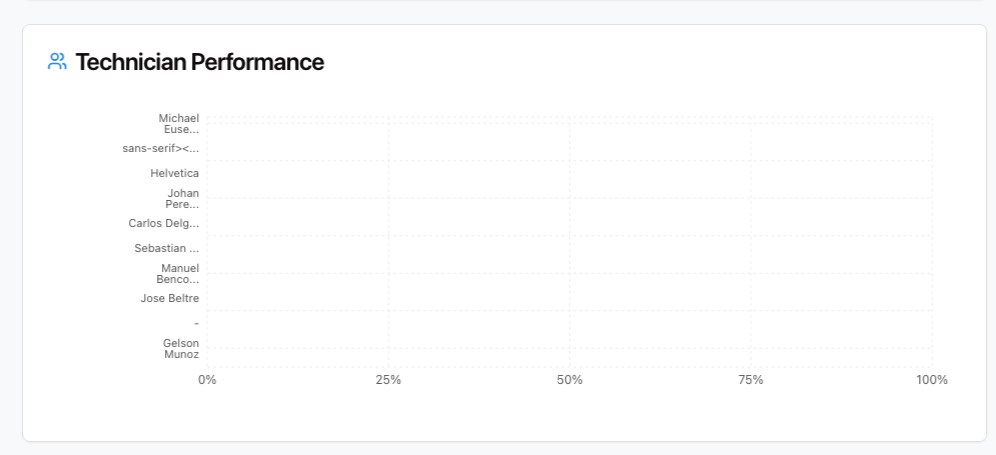 Technician Performance
Michael
Euse...
sans-serif><...
Helvetica
Johan
Pere...
Carlos Delg...
Sebastian ...
Manuel
Benco...
Jose Beltre
-
Gelson
Munoz
0% 25% 50% 75% 100%